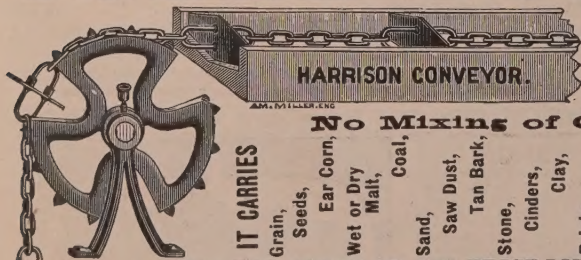 HARRISON CONVEYOR.
AM. MILLER. ENG
No Mixing of
IT CARRIES
Grain,
Seeds,
Ear Corn,
Wet or Dry
Malt,
Coal,
Sand,
Saw Dust,
Tan Bark,
Stone,
Cinders,
Clay,